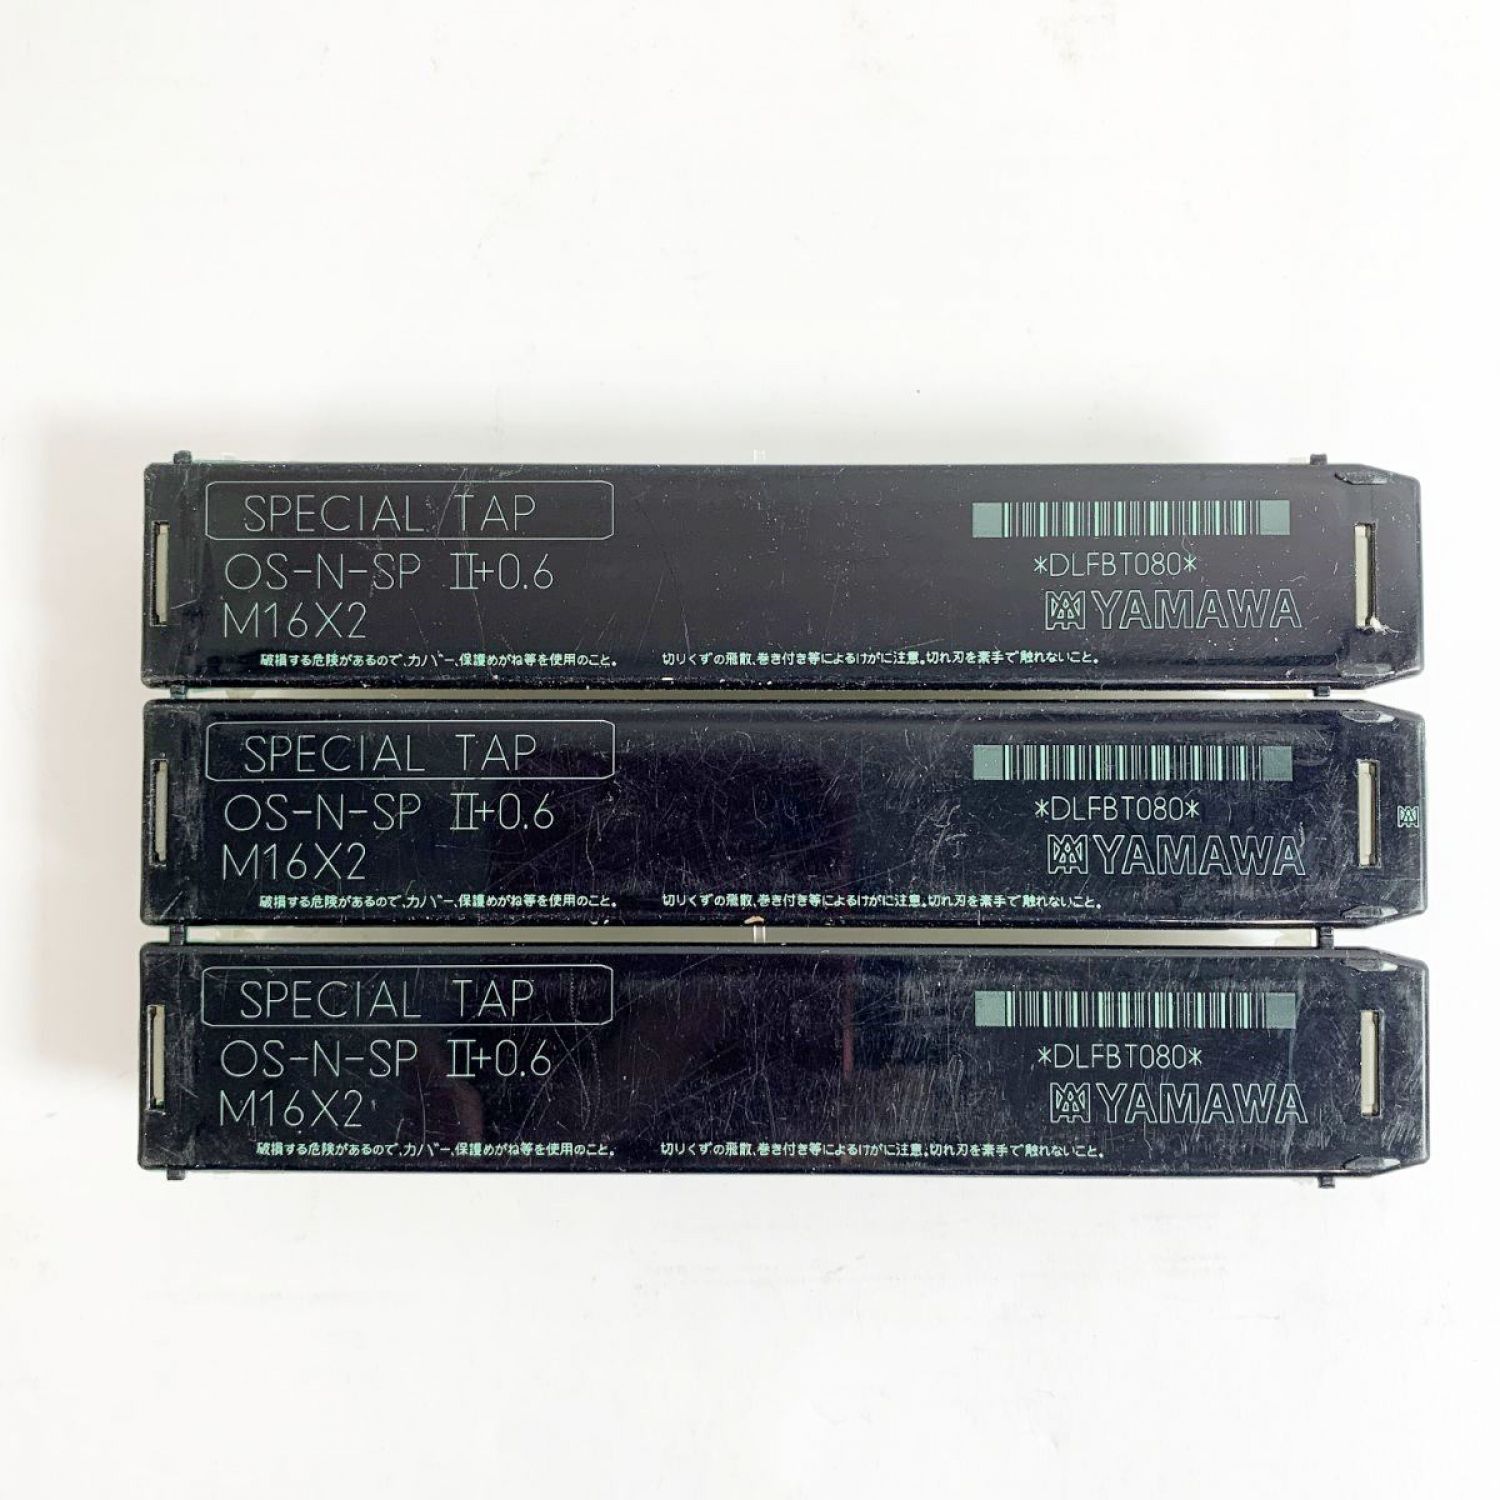 SPECIAL TAP
OS-N-SP Ⅱ+0.6
M16X2
*DLFBT080*
YAMAWA
破損する危険があるので、カバー、保護めがね等を使用のこと。 切りくずの飛散、巻き付き等によるけがに注意。切れ刃を素手で触れないこと。
SPECIAL TAP
OS-N-SP Ⅱ+0.6
M16X2
*DLFBT080*
YAMAWA
破損する危険があるので、カバー、保護めがね等を使用のこと。 切りくずの飛散、巻き付き等によるけがに注意。切れ刃を素手で触れないこと。
SPECIAL TAP
OS-N-SP Ⅱ+0.6
M16X2
*DLFBT080*
YAMAWA
破損する危険があるので、カバー、保護めがね等を使用のこと。 切りくずの飛散、巻き付き等によるけがに注意。切れ刃を素手で触れないこと。